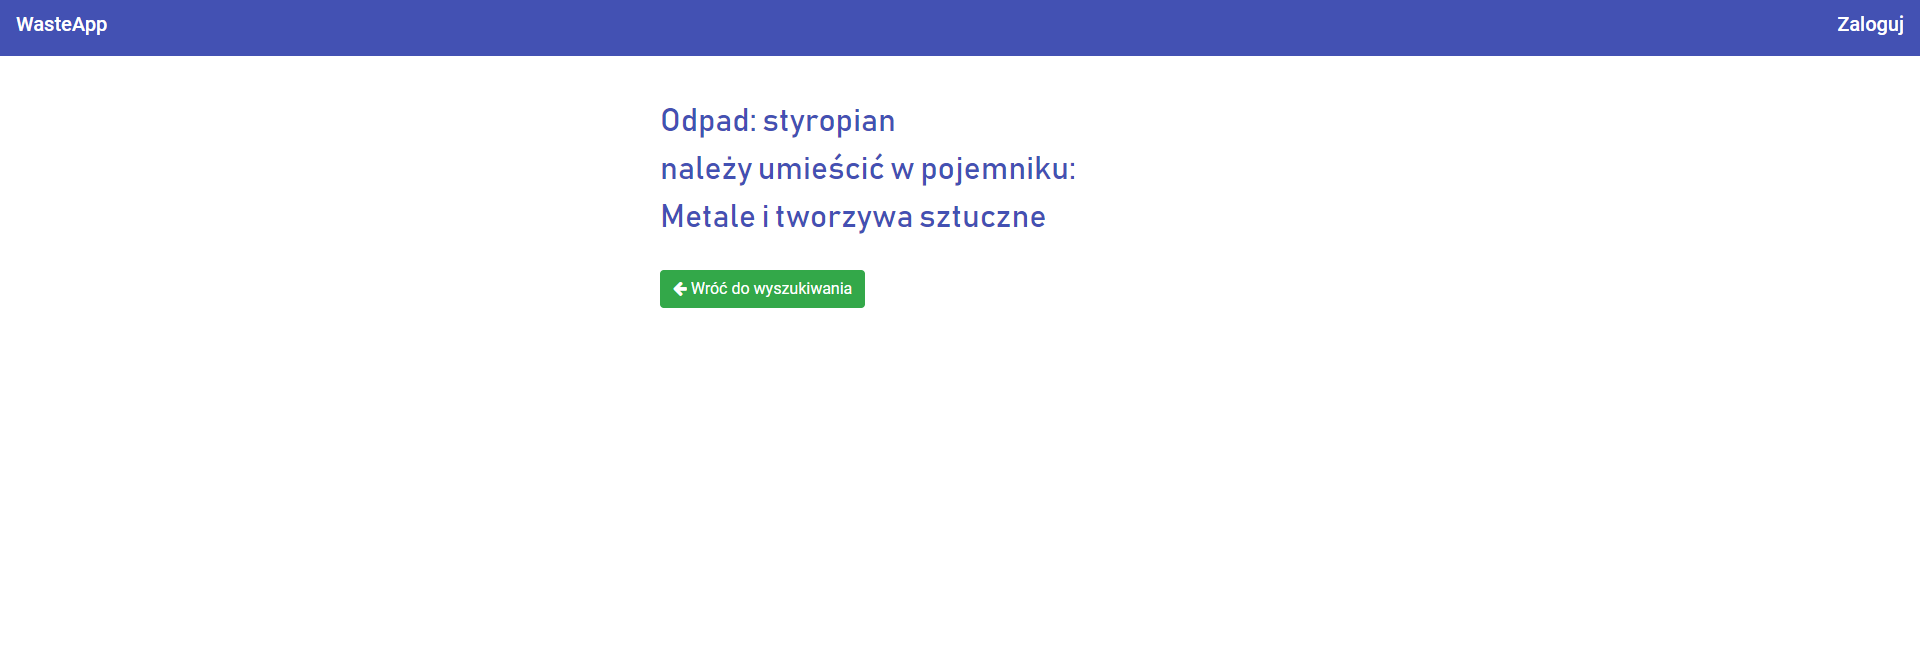 WasteApp
Zaloguj
Odpad: styropian
należy umieścić w pojemniku:
Metale i tworzywa sztuczne
Wróć do wyszukiwania